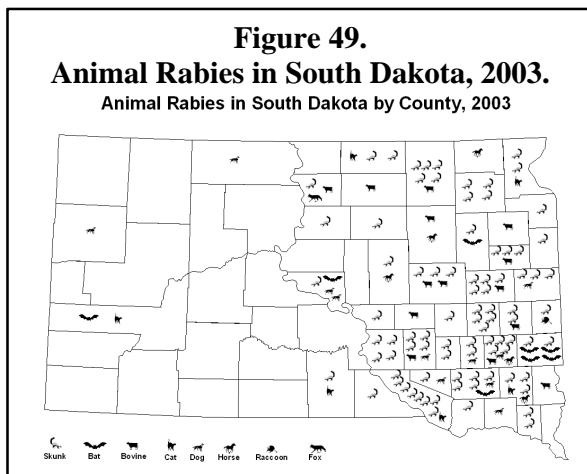 Figure 49.
Animal Rabies in South Dakota, 2003.
Animal Rabies in South Dakota by County, 2003
Skunk Bat Bovine Cat Dog Horse Raccoon Fox